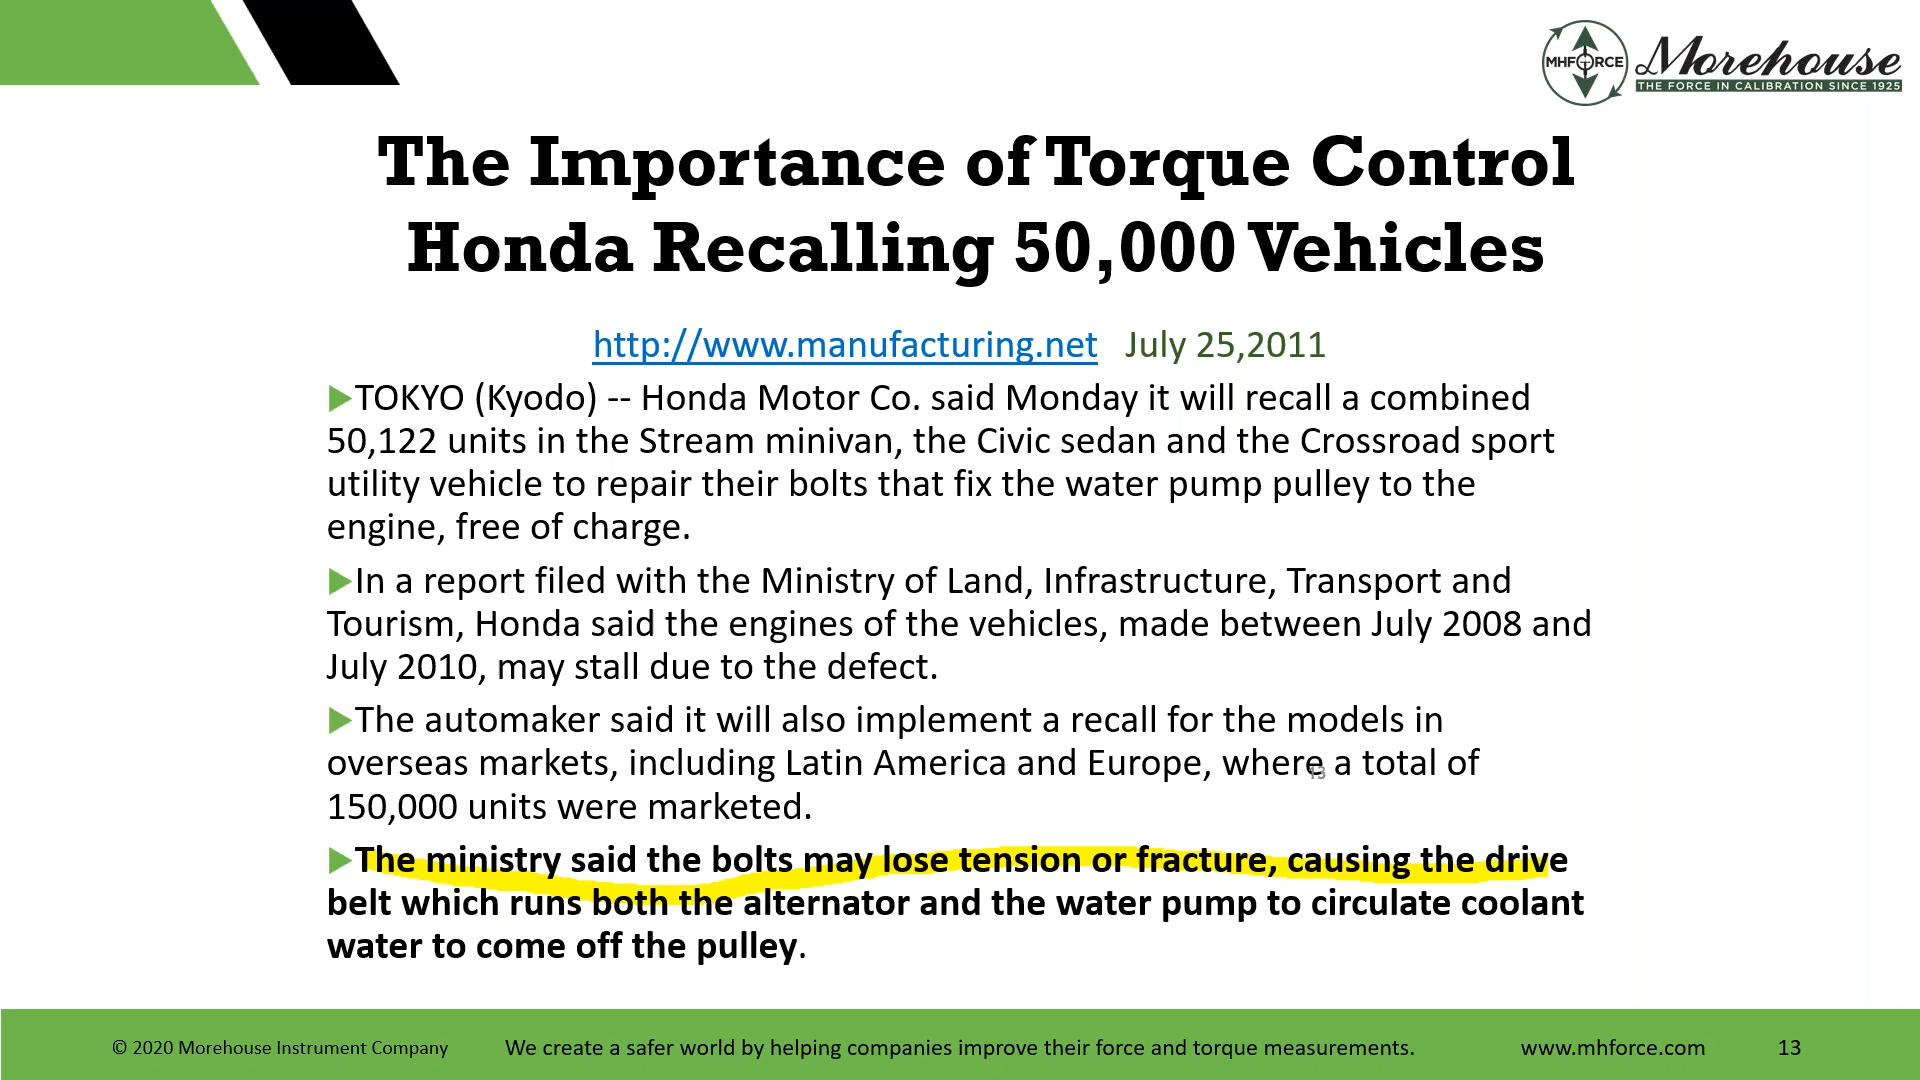 MHFORCE
Morehouse
THE FORCE IN CALIBRATION SINCE 1925
The Importance of Torque Control
Honda Recalling 50,000 Vehicles
http://www.manufacturing.net July 25,2011
▶TOKYO (Kyodo) -- Honda Motor Co. said Monday it will recall a combined
50,122 units in the Stream minivan, the Civic sedan and the Crossroad sport
utility vehicle to repair their bolts that fix the water pump pulley to the
engine, free of charge.
▶In a report filed with the Ministry of Land, Infrastructure, Transport and
Tourism, Honda said the engines of the vehicles, made between July 2008 and
July 2010, may stall due to the defect.
▶The automaker said it will also implement a recall for the models in
overseas markets, including Latin America and Europe, where a total of
13
150,000 units were marketed.
▶The ministry said the bolts may lose tension or fracture, causing the drive
belt which runs both the alternator and the water pump to circulate coolant
water to come off the pulley.
© 2020 Morehouse Instrument Company We create a safer world by helping companies improve their force and torque measurements. www.mhforce.com 13